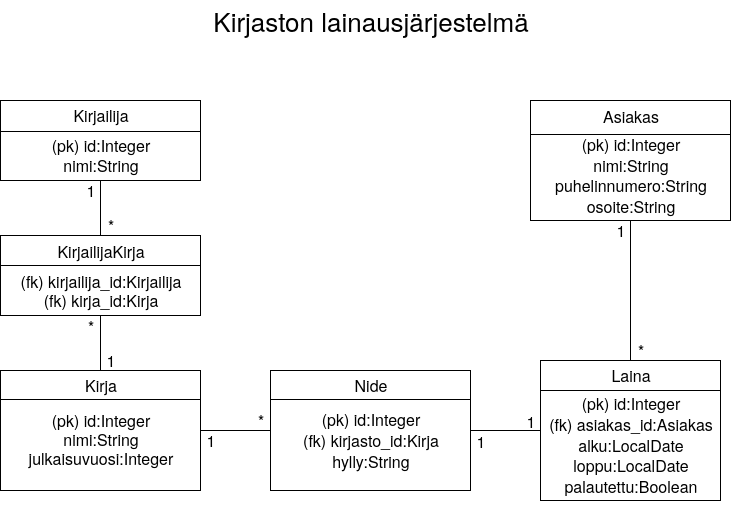 Kirjaston lainausjärjestelmä
Kirjailija
(pk) id:Integer
nimi:String
1
*
KirjailijaKirja
(fk) kirjailija_id:Kirjailija
(fk) kirja_id:Kirja
*
1
Kirja
(pk) id:Integer
nimi:String
julkaisuvuosi:Integer
1
*
Nide
(pk) id:Integer
(fk) kirjasto_id:Kirja
hylly:String
1
1
Asiakas
(pk) id:Integer
nimi:String
puhelinnumero:String
osoite:String
1
*
Laina
(pk) id:Integer
(fk) asiakas_id:Asiakas
alku:LocalDate
loppu:LocalDate
palautettu:Boolean